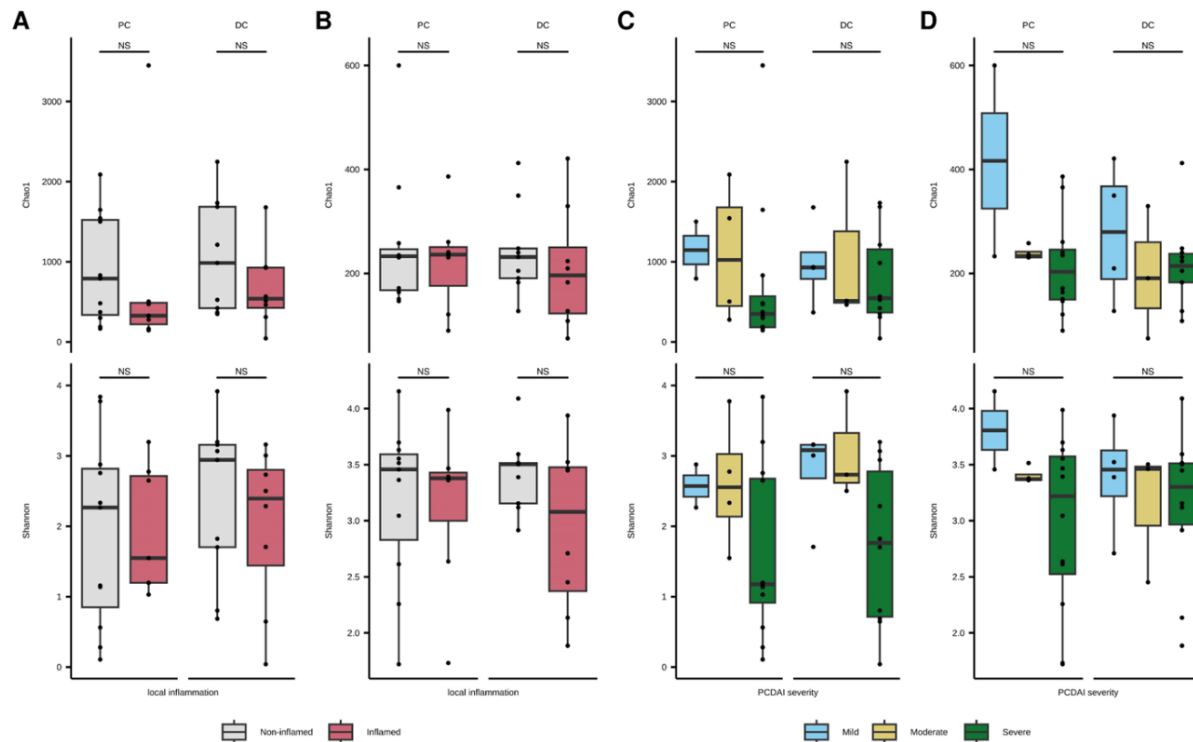 A B C D
PC DC PC DC PC DC PC DC
NS NS NS NS NS NS NS NS
Chao1 Chao1 Chao1 Chao1
3000 600 3000 600
2000 400 2000 400
1000 200 1000 200
0 0
NS NS NS NS NS NS NS NS
Shannon Shannon Shannon Shannon
4 4.0 4 4.0
3 3.5 3 3.5
2 3.0 2 3.0
1 2.5 1 2.5
0 2.0 0 2.0
local inflammation local inflammation PCDAI severity PCDAI severity
Non-inflamed Inflamed Mild Moderate Severe